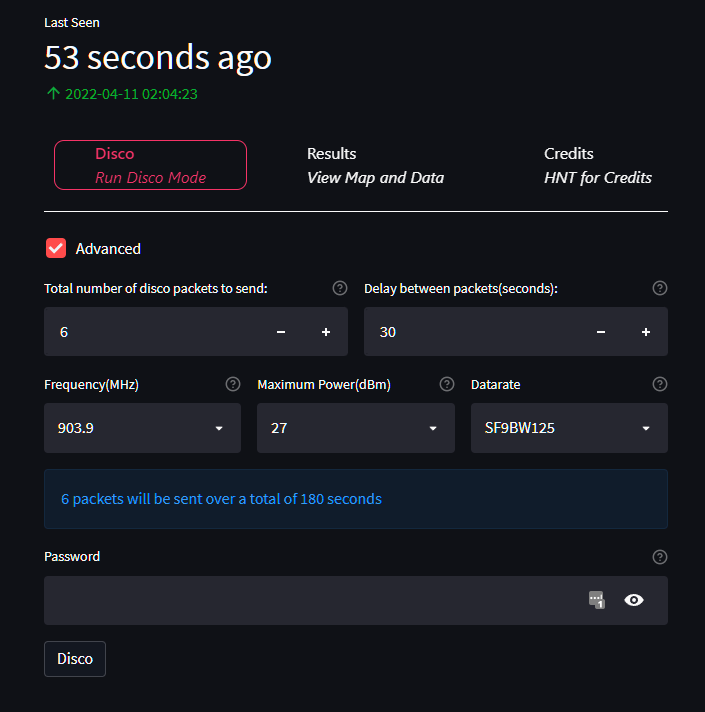 Last Seen
53 seconds ago
2022-04-11 02:04:23
Disco Results Credits
Run Disco Mode View Map and Data HNT for Credits
Advanced
Total number of disco packets to send: Delay between packets(seconds):
6 − + 30 − +
Frequency(MHz) Maximum Power(dBm) Datarate
903.9 27 SF9BW125
6 packets will be sent over a total of 180 seconds
Password
1
Disco